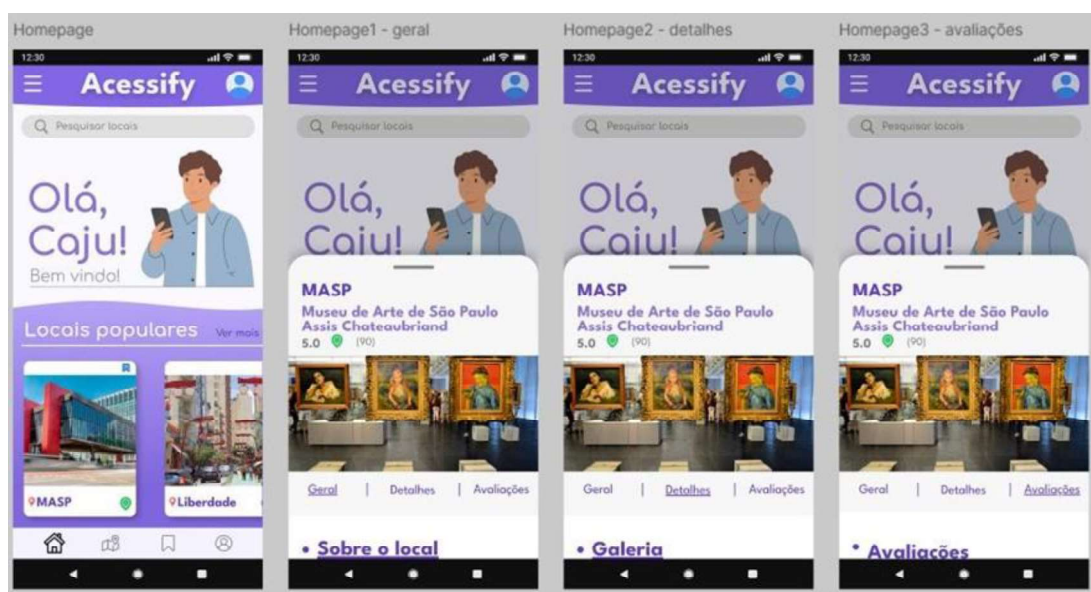 Homepage
12:30
Acessify
Pesquisar locais
Olá,
Caju!
Bem vindo!
Locais populares Ver mais
MASP
Liberdade
Homepage1 - geral
12:30
Acessify
Pesquisar locais
Olá,
Caju!
MASP
Museu de Arte de São Paulo
Assis Chateaubriand
5.0 (90)
Geral | Detalhes | Avaliações
• Sobre o local
Homepage2 - detalhes
12:30
Acessify
Pesquisar locais
Olá,
Caju!
MASP
Museu de Arte de São Paulo
Assis Chateaubriand
5.0 (90)
Geral | Detalhes | Avaliações
• Galeria
Homepage3 - avaliações
12:30
Acessify
Pesquisar locais
Olá,
Caju!
MASP
Museu de Arte de São Paulo
Assis Chateaubriand
5.0 (90)
Geral | Detalhes | Avaliações
• Avaliações